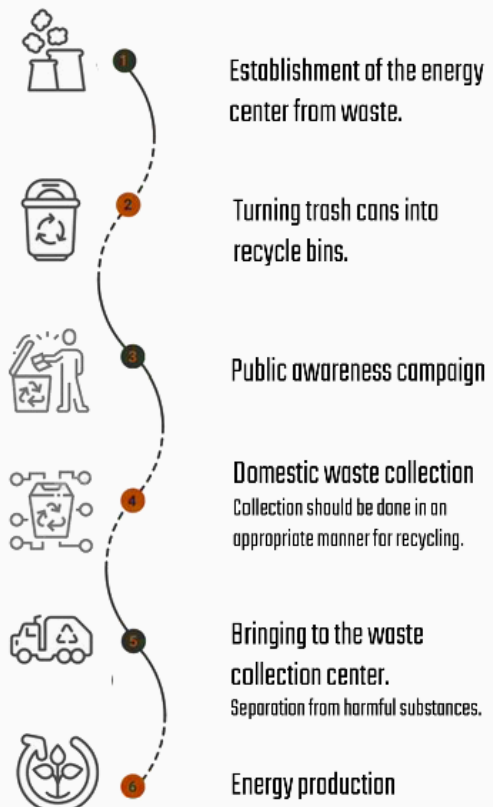 1
Establishment of the energy
center from waste.
2
Turning trash cans into
recycle bins.
3
Public awareness campaign
4
Domestic waste collection
Collection should be done in an
appropriate manner for recycling.
5
Bringing to the waste
collection center.
Separation from harmful substances.
6
Energy production